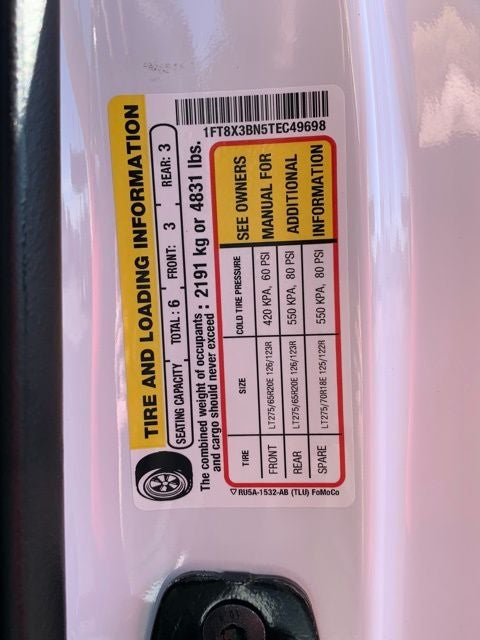 1FT8X3BN5TEC49698
TIRE AND LOADING INFORMATION
SEATING CAPACITY TOTAL : 6 FRONT: 3 REAR: 3
The combined weight of occupants and cargo should never exceed : 2191 kg or 4831 lbs.
TIRE SIZE COLD TIRE PRESSURE SEE OWNERS
FRONT LT275/65R20E 126/123R 420 KPA, 60 PSI MANUAL FOR
REAR LT275/65R20E 126/123R 550 KPA, 80 PSI ADDITIONAL
SPARE LT275/70R18E 125/122R 550 KPA, 80 PSI INFORMATION
RU5A-1532-AB (TLU) FoMoCo